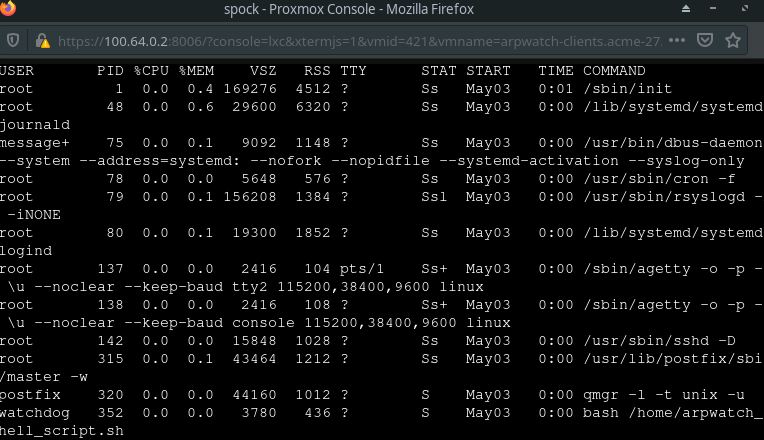 spock - Proxmox Console - Mozilla Firefox
https://100.64.0.2:8006/?console=lxc&xtermjs=1&vmid=421&vmname=arpwatch-clients.acme-27
USER PID %CPU %MEM VSZ RSS TTY STAT START TIME COMMAND
root 1 0.0 0.4 169276 4512 ? Ss May03 0:01 /sbin/init
root 48 0.0 0.6 29600 6320 ? Ss May03 0:00 /lib/systemd/systemd
journald
message+ 75 0.0 0.1 9092 1148 ? Ss May03 0:00 /usr/bin/dbus-daemon
--system --address=systemd: --nofork --nopidfile --systemd-activation --syslog-only
root 78 0.0 0.0 5648 576 ? Ss May03 0:00 /usr/sbin/cron -f
root 79 0.0 0.1 156208 1384 ? Ssl May03 0:00 /usr/sbin/rsyslogd -
-iNONE
root 80 0.0 0.1 19300 1852 ? Ss May03 0:00 /lib/systemd/systemd
logind
root 137 0.0 0.0 2416 104 pts/1 Ss+ May03 0:00 /sbin/agetty -o -p -
\u --noclear --keep-baud tty2 115200,38400,9600 linux
root 138 0.0 0.0 2416 108 ? Ss+ May03 0:00 /sbin/agetty -o -p -
\u --noclear --keep-baud console 115200,38400,9600 linux
root 142 0.0 0.0 15848 1028 ? Ss May03 0:00 /usr/sbin/sshd -D
root 315 0.0 0.1 43464 1212 ? Ss May03 0:00 /usr/lib/postfix/sbi
/master -w
postfix 320 0.0 0.0 44160 1012 ? S May03 0:00 qmgr -l -t unix -u
watchdog 352 0.0 0.0 3780 436 ? S May03 0:00 bash /home/arpwatch_
hell_script.sh